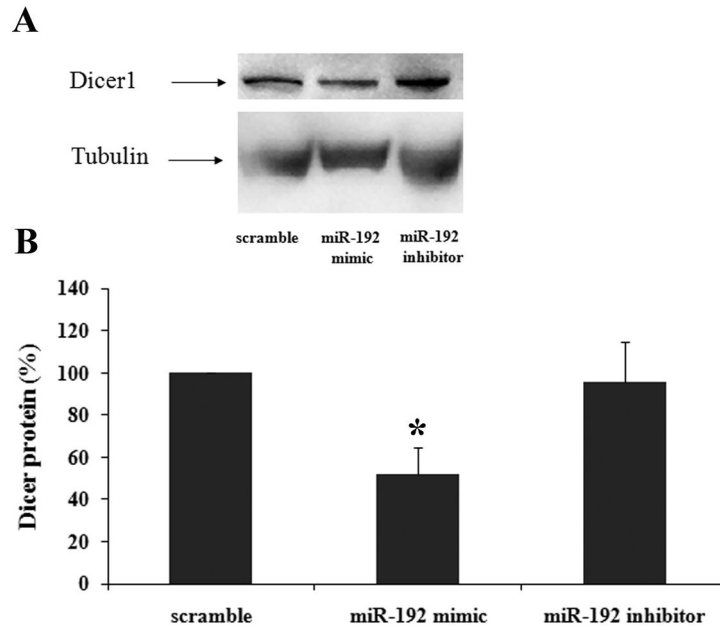 A
Dicer1
Tubulin
scramble
miR-192
mimic
miR-192
inhibitor
B
Dicer protein (%)
140
120
100
80
60
40
20
0
*
scramble
miR-192 mimic
miR-192 inhibitor